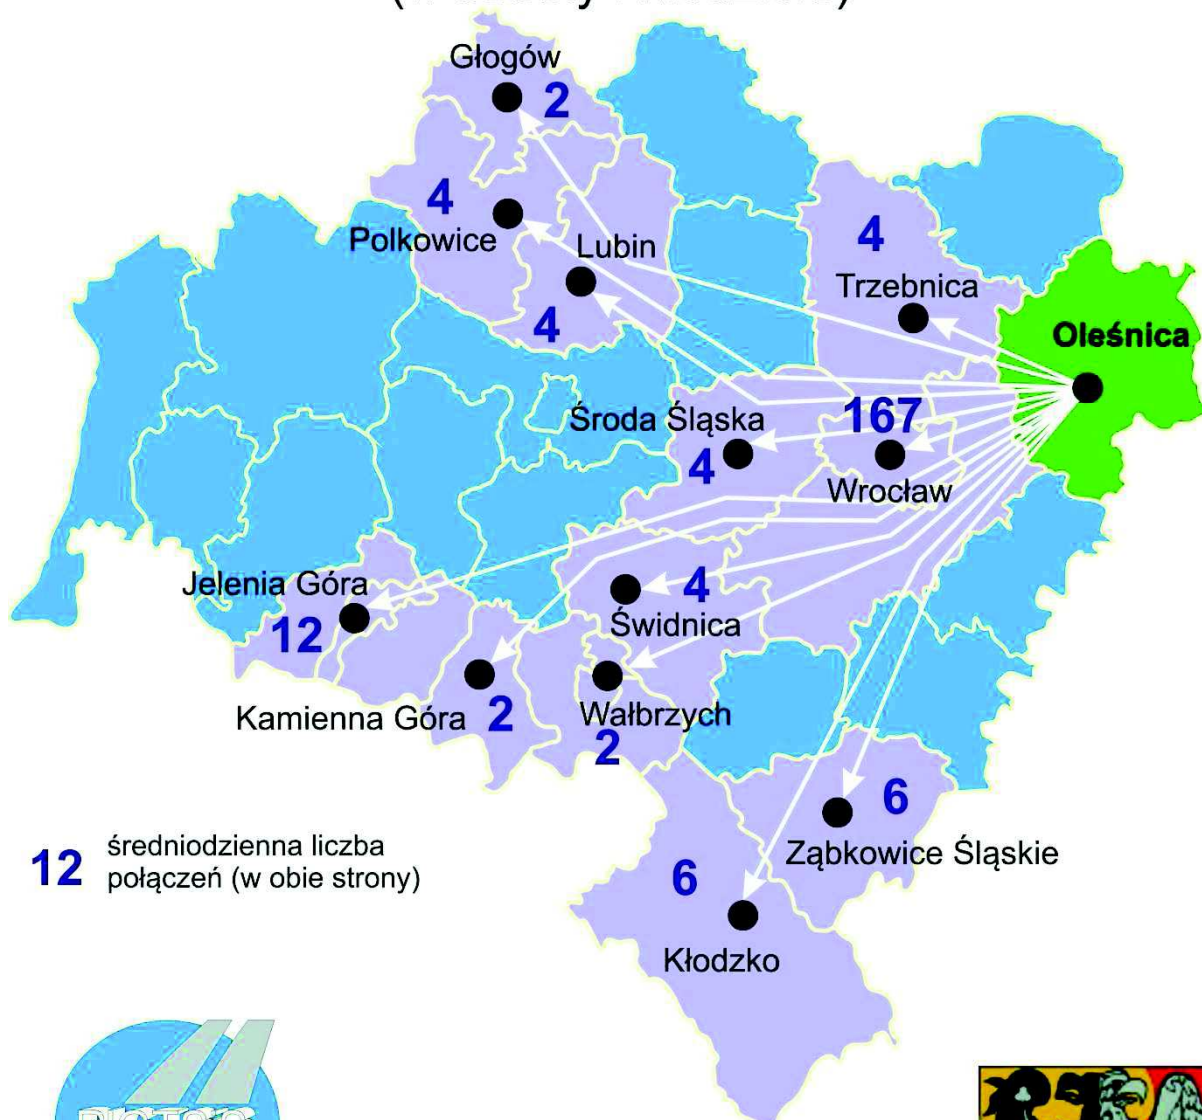 Głogów
2
4
Polkowice
Lubin
4
4
Trzebnica
Oleśnica
Środa Śląska
4
167
Wrocław
Jelenia Góra
12
4
Świdnica
Kamienna Góra
2
Wałbrzych
2
6
Ząbkowice Śląskie
6
Kłodzko
12
średniodzienna liczba
połączeń (w obie strony)